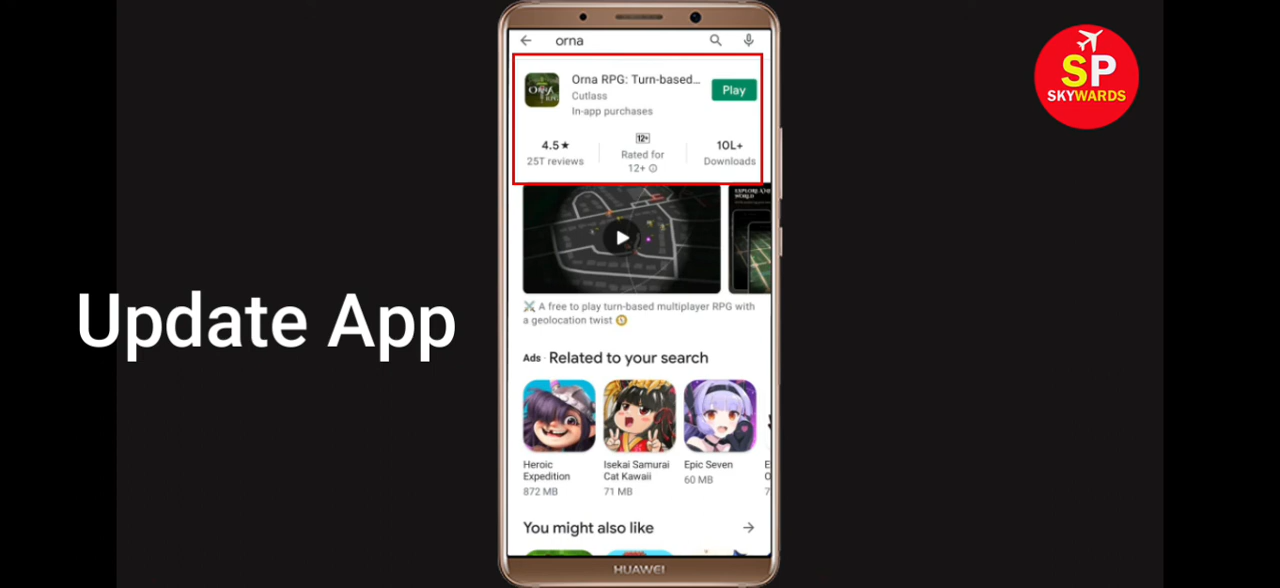 orna
Orna RPG: Turn-based...
Cutlass
In-app purchases
Play
4.5★
25T reviews
12+
Rated for
12+
10L+
Downloads
⚔️ A free to play turn-based multiplayer RPG with
a geolocation twist 🧭
Ads · Related to your search
Heroic
Expedition
872 MB
Isekai Samurai
Cat Kawaii
71 MB
Epic Seven
60 MB
You might also like
HUAWEI
Update App
SP
SKYWARDS